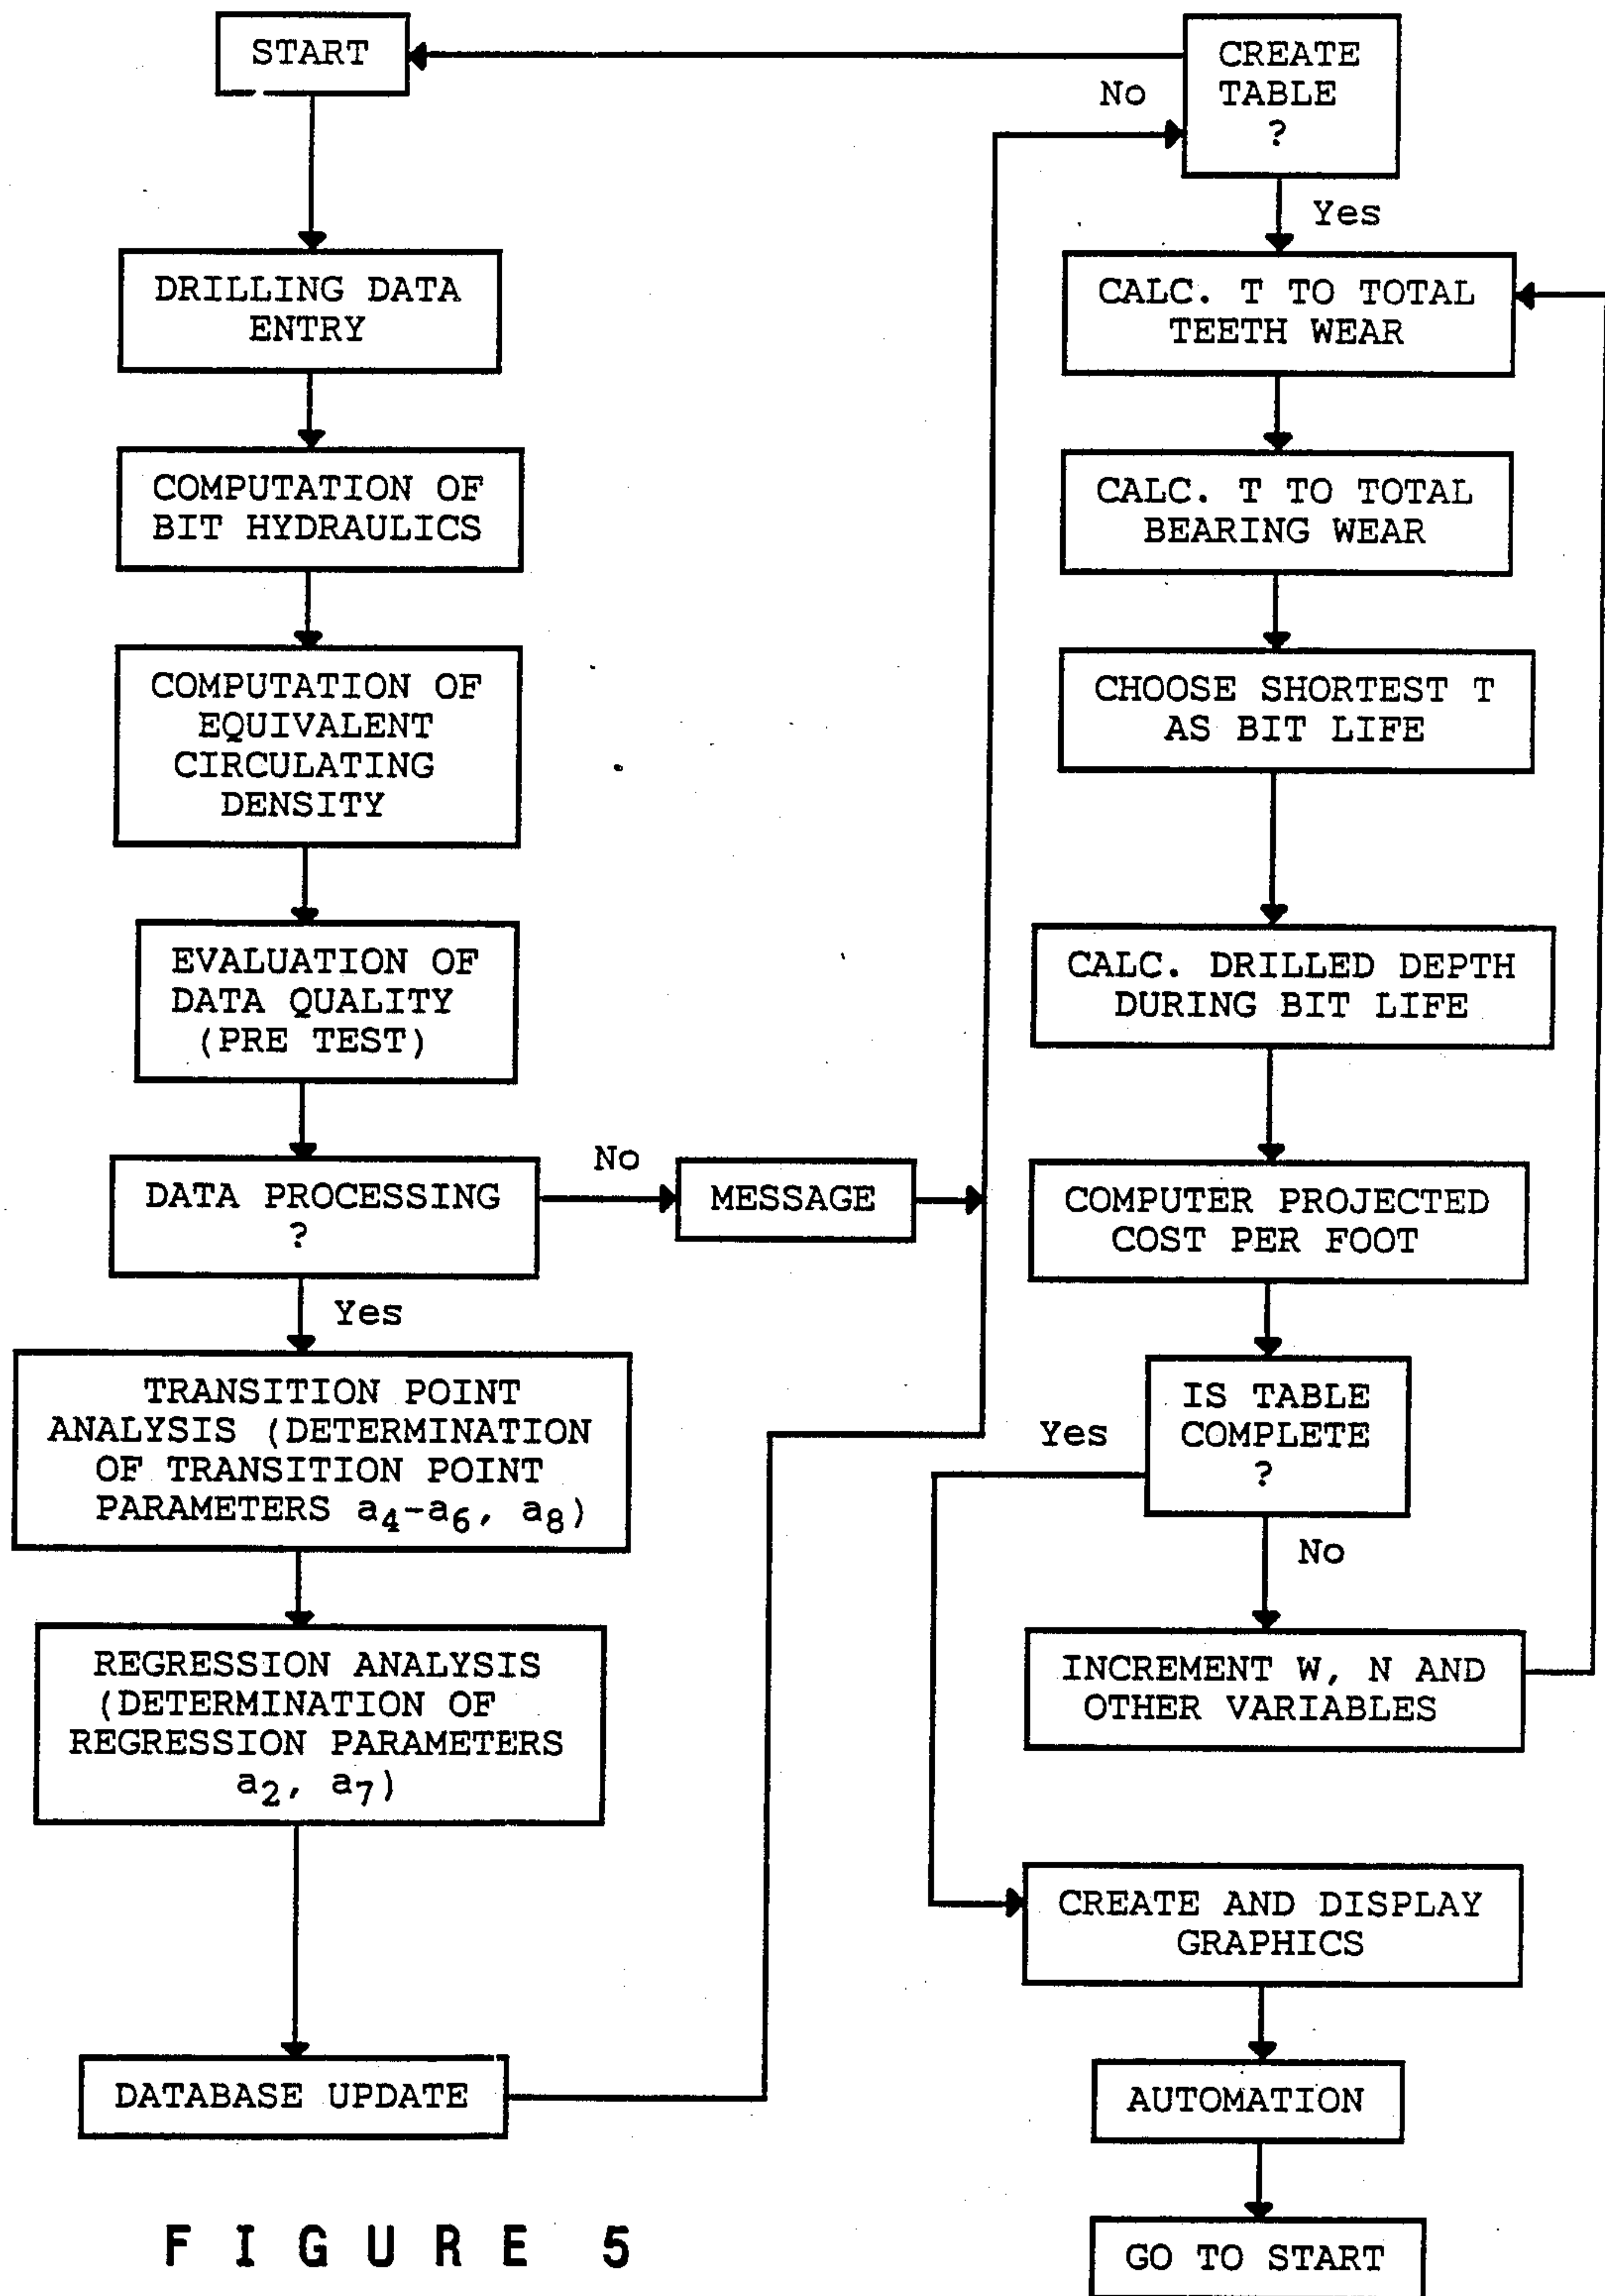 START
DRILLING DATA
ENTRY
COMPUTATION OF
BIT HYDRAULICS
COMPUTATION OF
EQUIVALENT
CIRCULATING
DENSITY
EVALUATION OF
DATA QUALITY
(PRE TEST)
DATA PROCESSING
?
No
MESSAGE
Yes
TRANSITION POINT
ANALYSIS (DETERMINATION
OF TRANSITION POINT
PARAMETERS a4-a6, a8)
REGRESSION ANALYSIS
(DETERMINATION OF
REGRESSION PARAMETERS
a2, a7)
DATABASE UPDATE
CREATE
TABLE
?
No
Yes
CALC. T TO TOTAL
TEETH WEAR
CALC. T TO TOTAL
BEARING WEAR
CHOOSE SHORTEST T
AS BIT LIFE
CALC. DRILLED DEPTH
DURING BIT LIFE
COMPUTER PROJECTED
COST PER FOOT
IS TABLE
COMPLETE
?
Yes
No
INCREMENT W, N AND
OTHER VARIABLES
CREATE AND DISPLAY
GRAPHICS
AUTOMATION
GO TO START
FIGURE 5